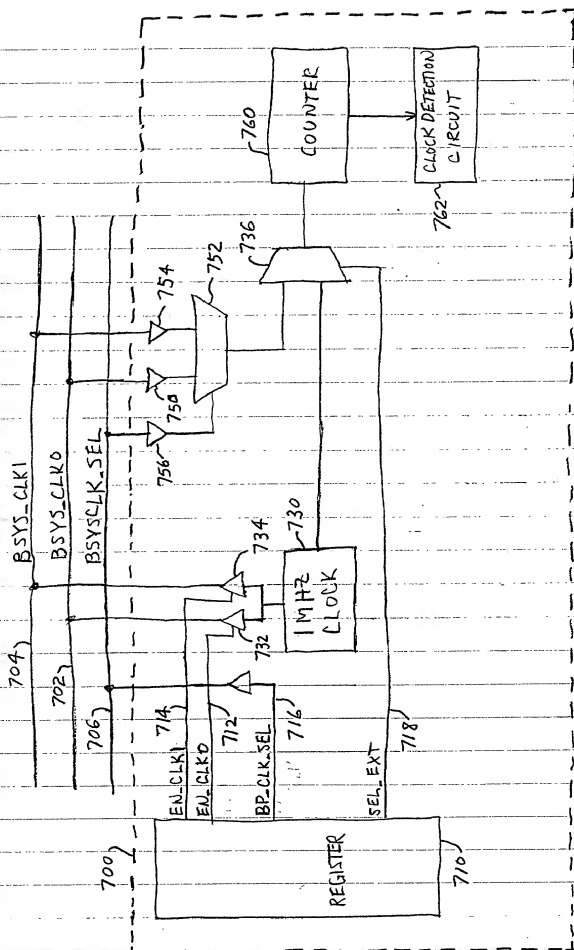 704
BSYS_CLK1
702
BSYS_CLK0
706
BSYSCLK_SEL
700
754
750
756
752
EN_CLK1
714
EN_CLK0
712
BP_CLK_SEL
716
732
734
1 MHZ
CLOCK
730
736
SEL_EXT
718
REGISTER
710
COUNTER
760
CLOCK DETECTION
CIRCUIT
762